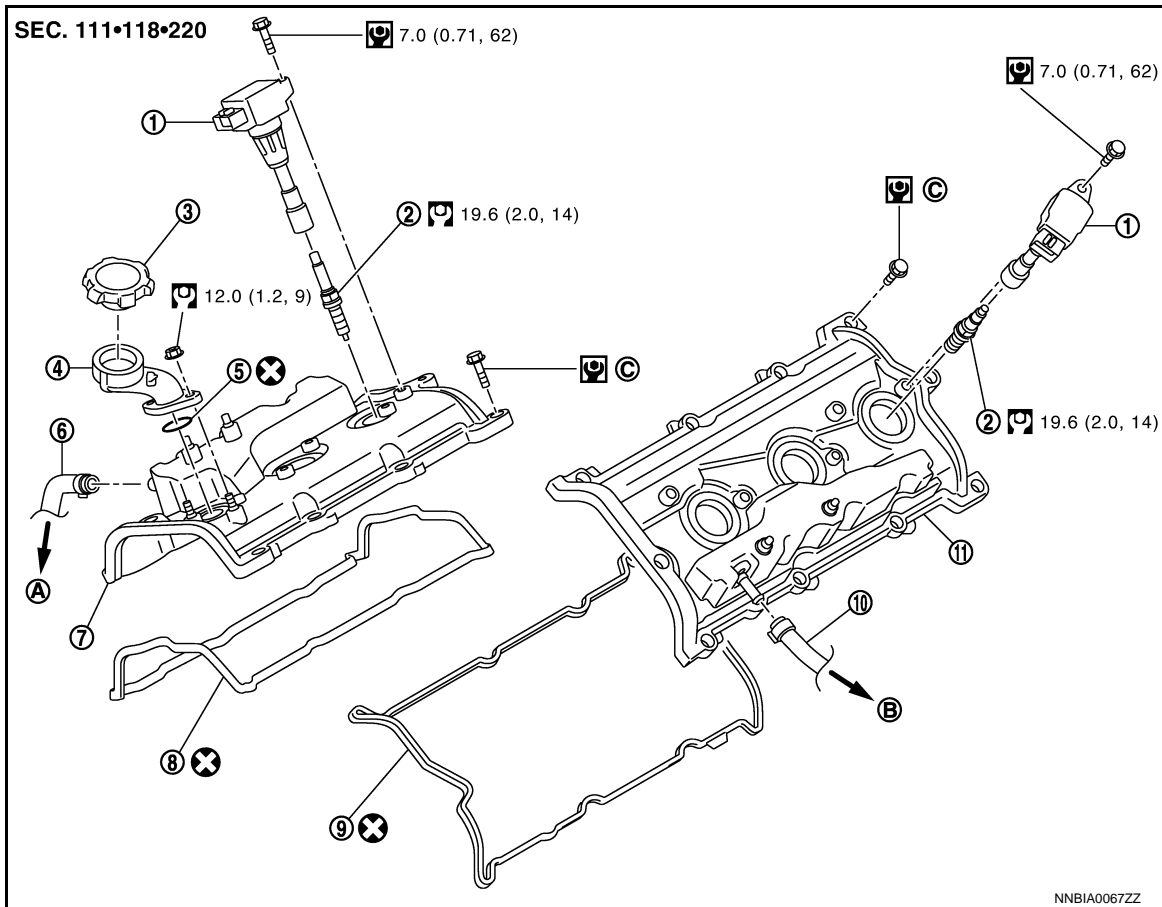 SEC. 111•118•220
7.0 (0.71, 62)
7.0 (0.71, 62)
①
C
③
② 19.6 (2.0, 14)
①
12.0 (1.2, 9)
④
⑤
C
② 19.6 (2.0, 14)
⑥
⑪
A
⑩
⑦
B
⑧
⑨
NNBIA0067ZZ